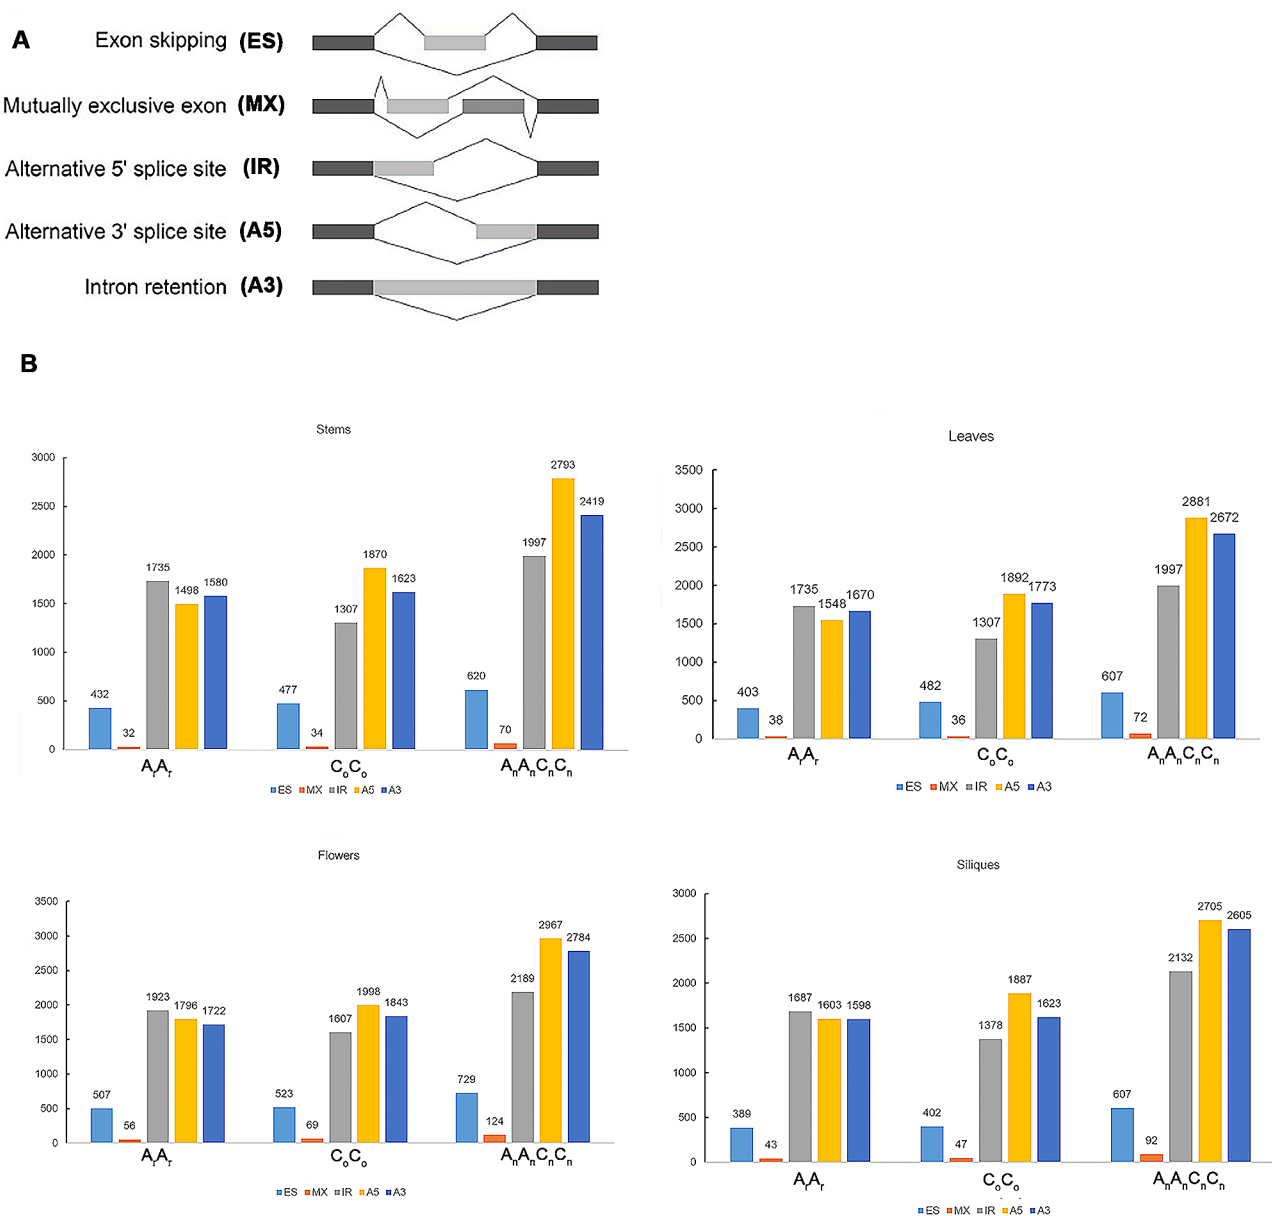 A
Exon skipping (ES)
Mutually exclusive exon (MX)
Alternative 5' splice site (IR)
Alternative 3' splice site (A5)
Intron retention (A3)
B
Stems
3000
2500
2000
1500
1000
500
0
432 32 1735 1498 1580
477 34 1307 1870 1623
620 70 1997 2793 2419
ArAr CoCo AnAnCnCn
ES MX IR A5 A3
Leaves
3500
3000
2500
2000
1500
1000
500
0
403 38 1735 1548 1670
482 36 1307 1892 1773
607 72 1997 2881 2672
ArAr CoCo AnAnCnCn
ES MX IR A5 A3
Flowers
3500
3000
2500
2000
1500
1000
500
0
507 56 1923 1796 1722
523 69 1607 1998 1843
729 124 2189 2967 2784
ArAr CoCo AnAnCnCn
ES MX IR A5 A3
Siliques
3000
2500
2000
1500
1000
500
0
389 43 1687 1603 1598
402 47 1378 1887 1623
607 92 2132 2705 2605
ArAr CoCo AnAnCnCn
ES MX IR A5 A3